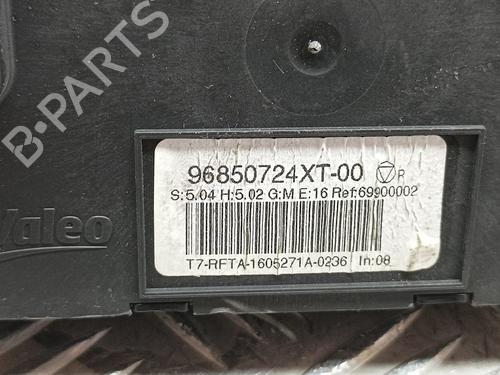 B-PARTS
96850724XT-00 R
S:5.04 H:5.02 G:M E:16 Ref:69900002
Valeo
T7-RFTA-1605271A-0236 In:08